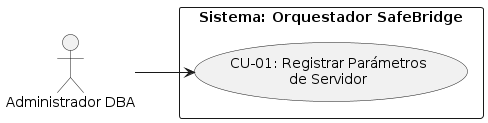 Sistema: Orquestador SafeBridge
CU-01: Registrar Parámetros
de Servidor
Administrador DBA